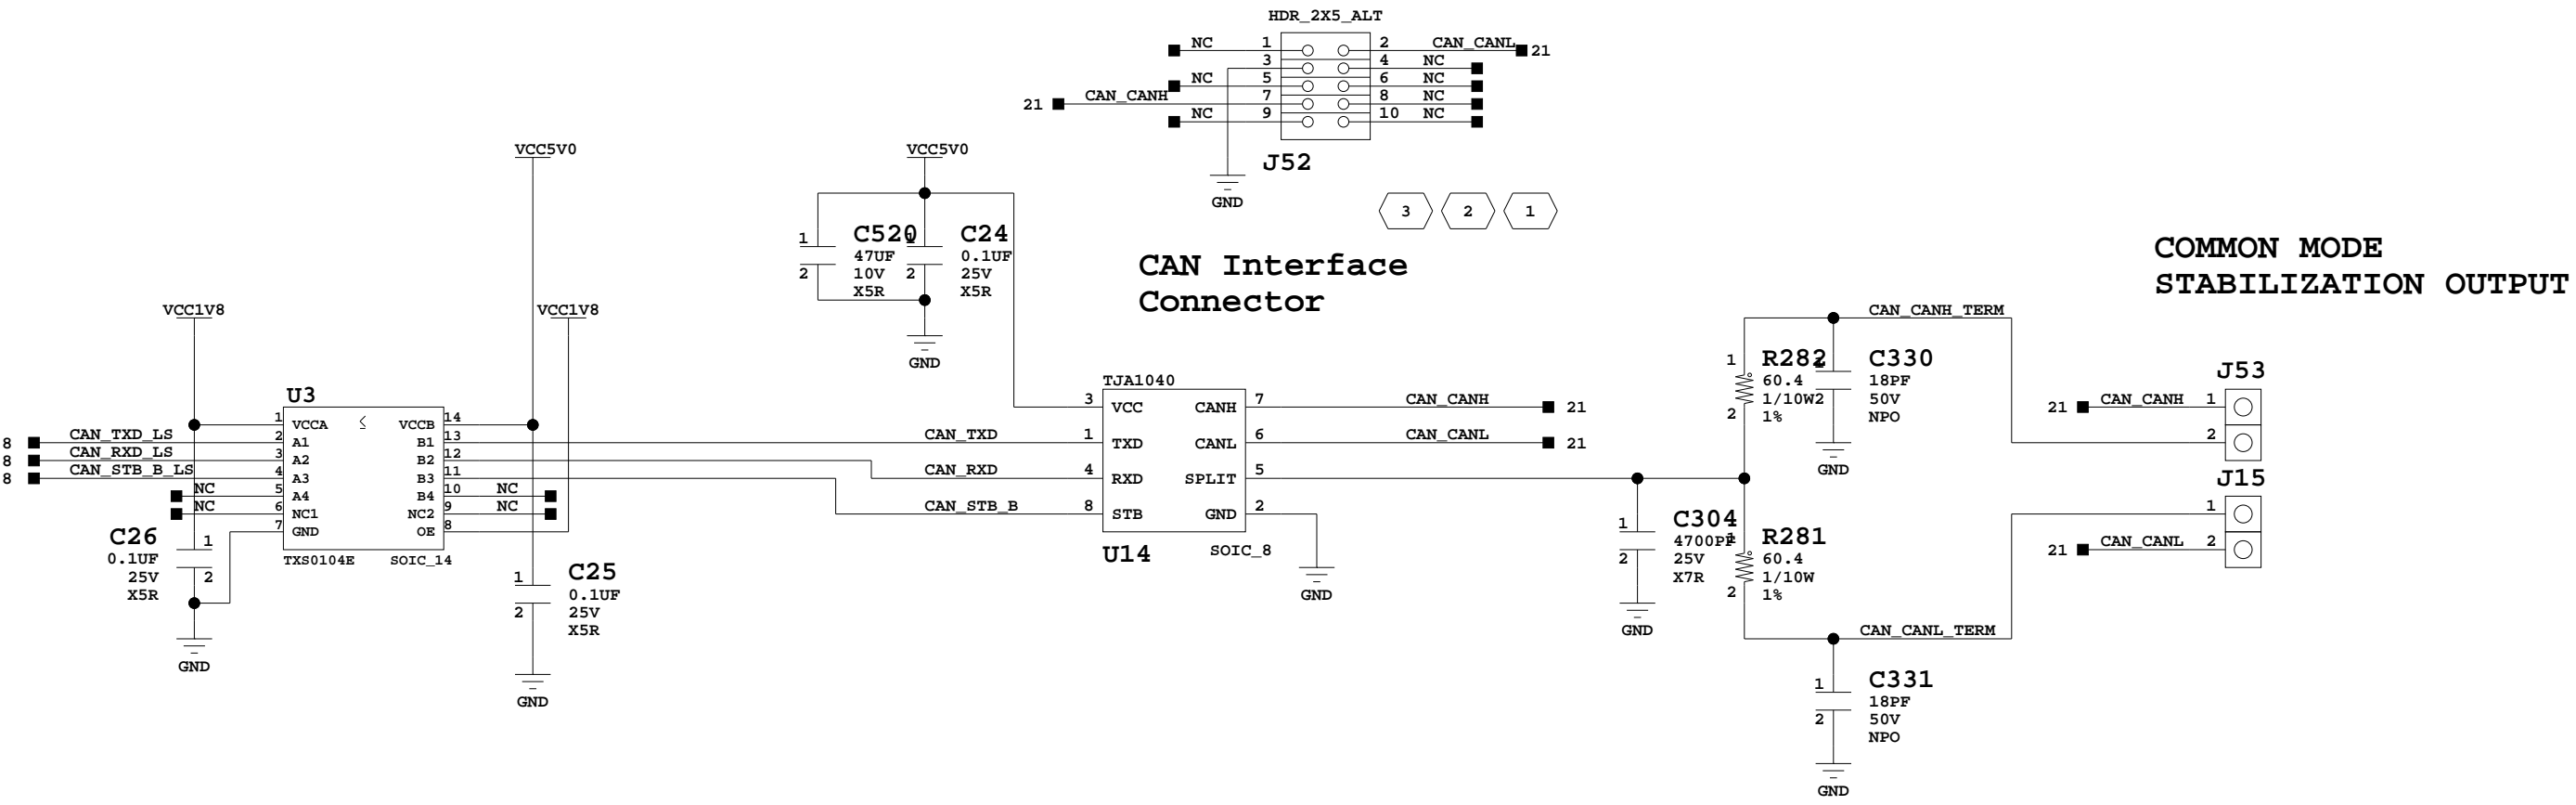 HDR_2X5_ALT
NC 1 2 CAN_CANL 21
3 4 NC
NC 5 6 NC
21 CAN_CANH 7 8 NC
NC 9 10 NC
J52
GND
3 2 1
CAN Interface
Connector
COMMON MODE
STABILIZATION OUTPUT
VCC5V0
VCC5V0
1 C520 1 C24
47UF 0.1UF
2 10V 2 25V
X5R X5R
GND
VCC1V8
VCC1V8
U3
1 VCCA ≤ VCCB 14
8 CAN_TXD_LS 2 A1 B1 13
8 CAN_RXD_LS 3 A2 B2 12
8 CAN_STB_B_LS 4 A3 B3 11
NC 5 A4 B4 10 NC
NC 6 NC1 NC2 9 NC
7 GND OE 8
TXS0104E SOIC_14
C26 1
0.1UF
25V 2
X5R
GND
1 C25
0.1UF
2 25V
X5R
GND
TJA1040
3 VCC CANH 7 CAN_CANH 21
CAN_TXD 1 TXD CANL 6 CAN_CANL 21
CAN_RXD 4 RXD SPLIT 5
CAN_STB_B 8 STB GND 2
U14 SOIC_8
GND
1 C304
4700PF
2 25V
X7R
GND
CAN_CANH_TERM
1 R282 1 C330
60.4 18PF
1/10W 2 50V
2 1% NPO
GND
1 R281
60.4
1/10W
2 1%
CAN_CANL_TERM
1 C331
18PF
2 50V
NPO
GND
J53
21 CAN_CANH 1
2
J15
1
21 CAN_CANL 2